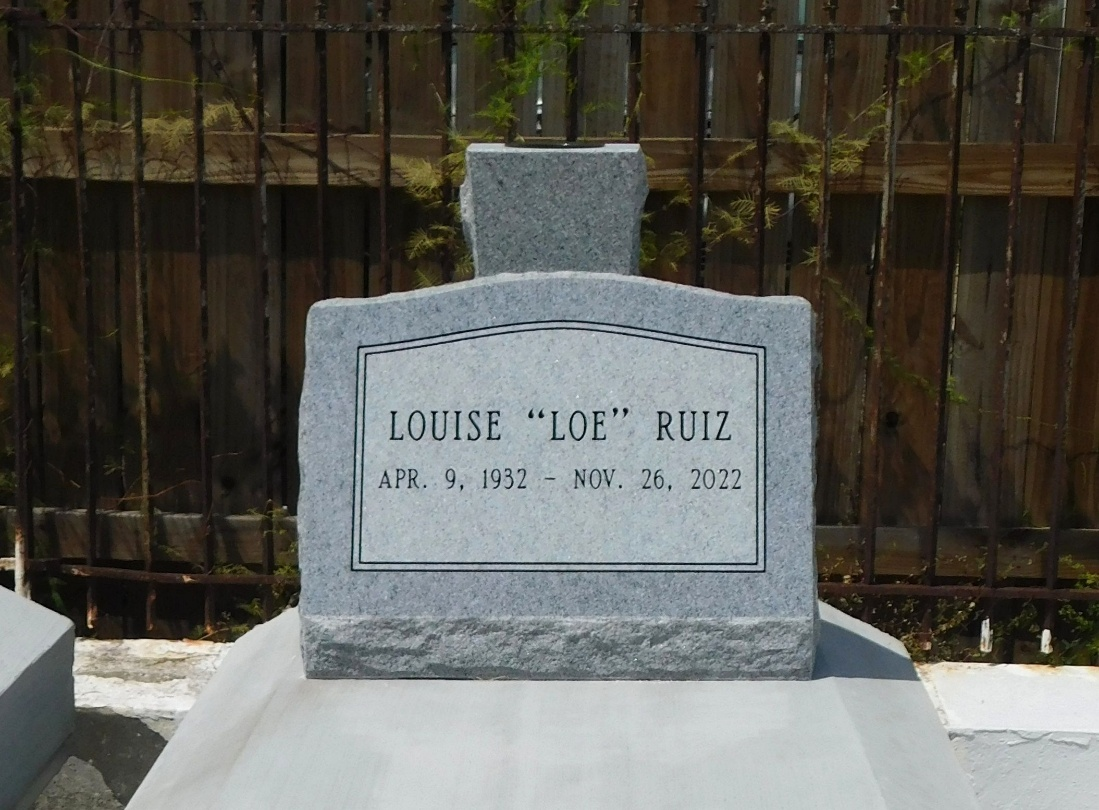 LOUISE “LOE” RUIZ
APR. 9, 1932 – NOV. 26, 2022